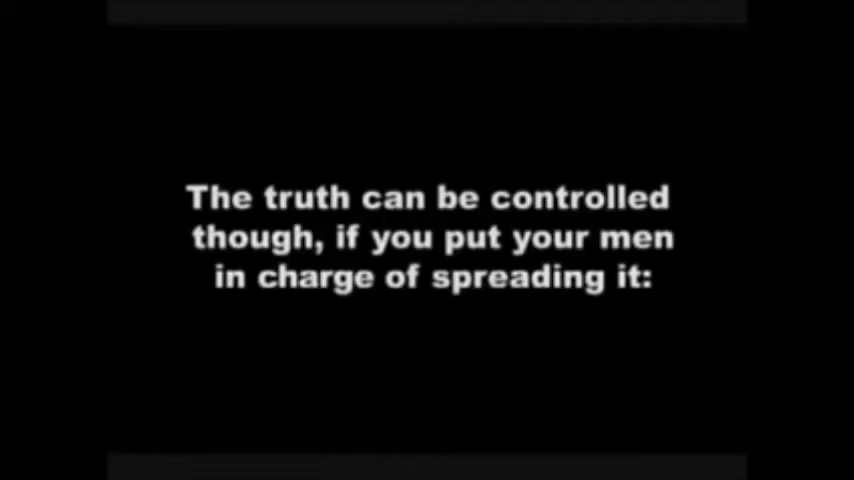 The truth can be controlled
though, if you put your men
in charge of spreading it: